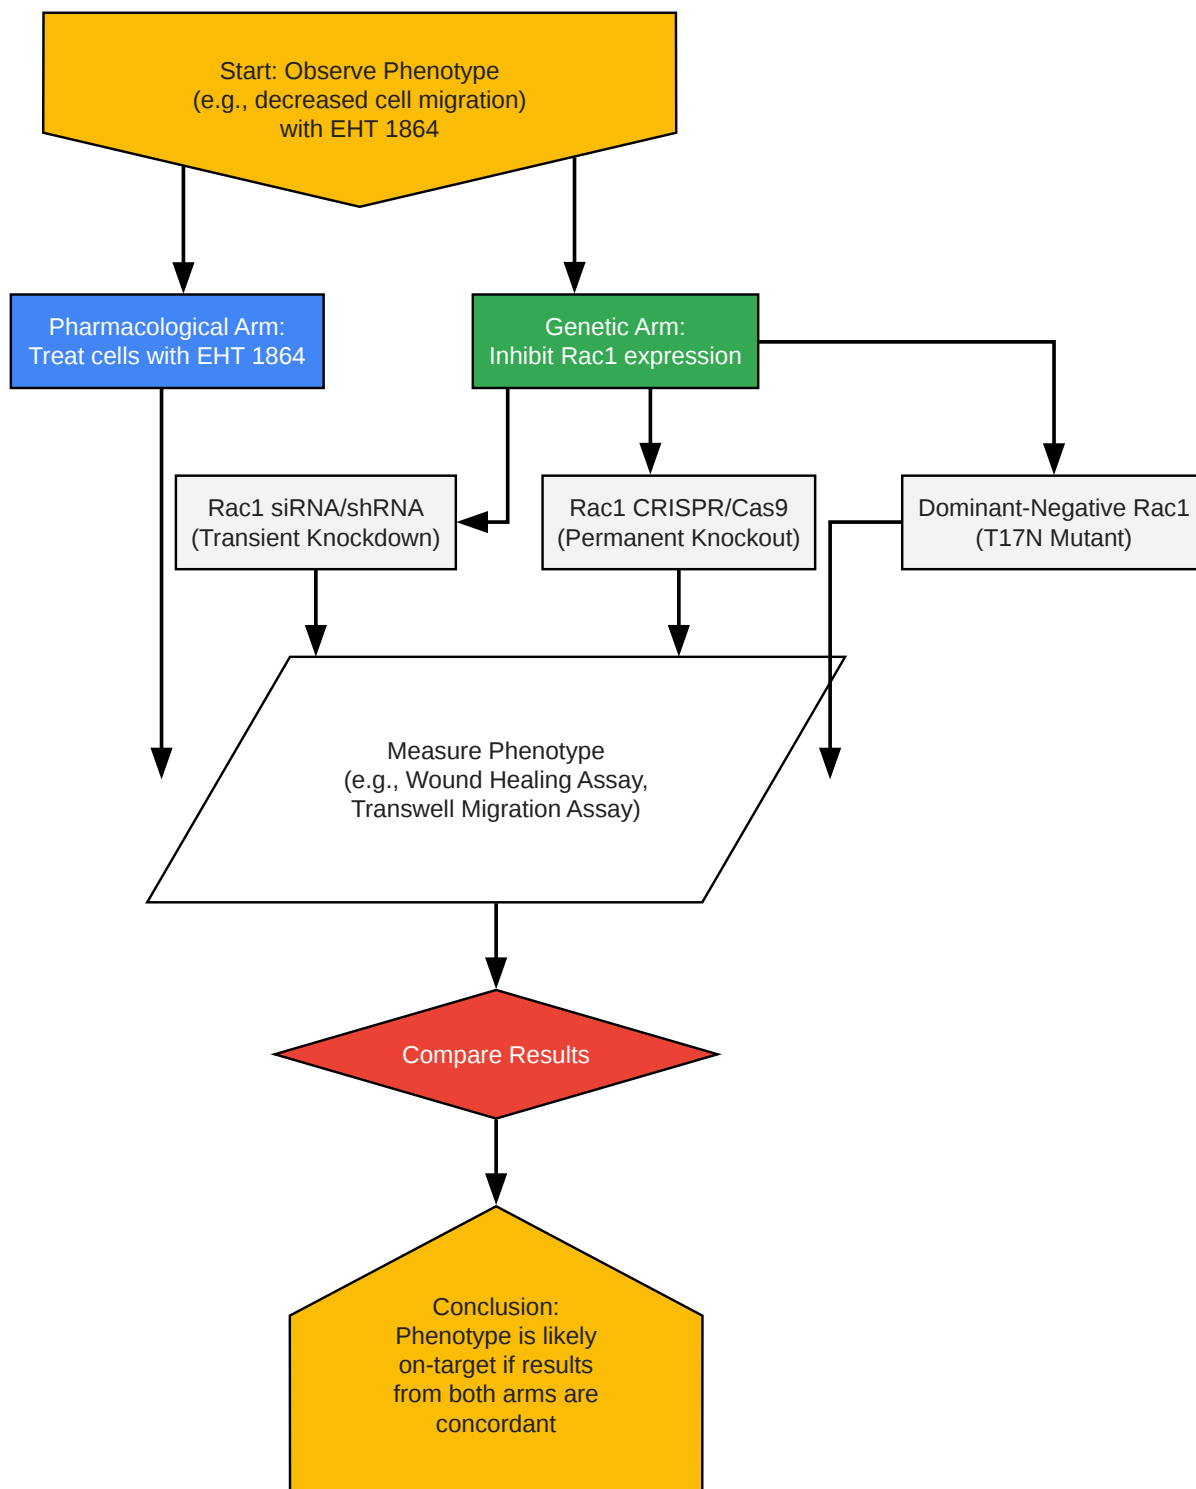 Start: Observe Phenotype
(e.g., decreased cell migration)
with EHT 1864
Pharmacological Arm:
Treat cells with EHT 1864
Genetic Arm:
Inhibit Rac1 expression
Rac1 siRNA/shRNA
(Transient Knockdown)
Rac1 CRISPR/Cas9
(Permanent Knockout)
Dominant-Negative Rac1
(T17N Mutant)
Measure Phenotype
(e.g., Wound Healing Assay,
Transwell Migration Assay)
Compare Results
Conclusion:
Phenotype is likely
on-target if results
from both arms are
concordant